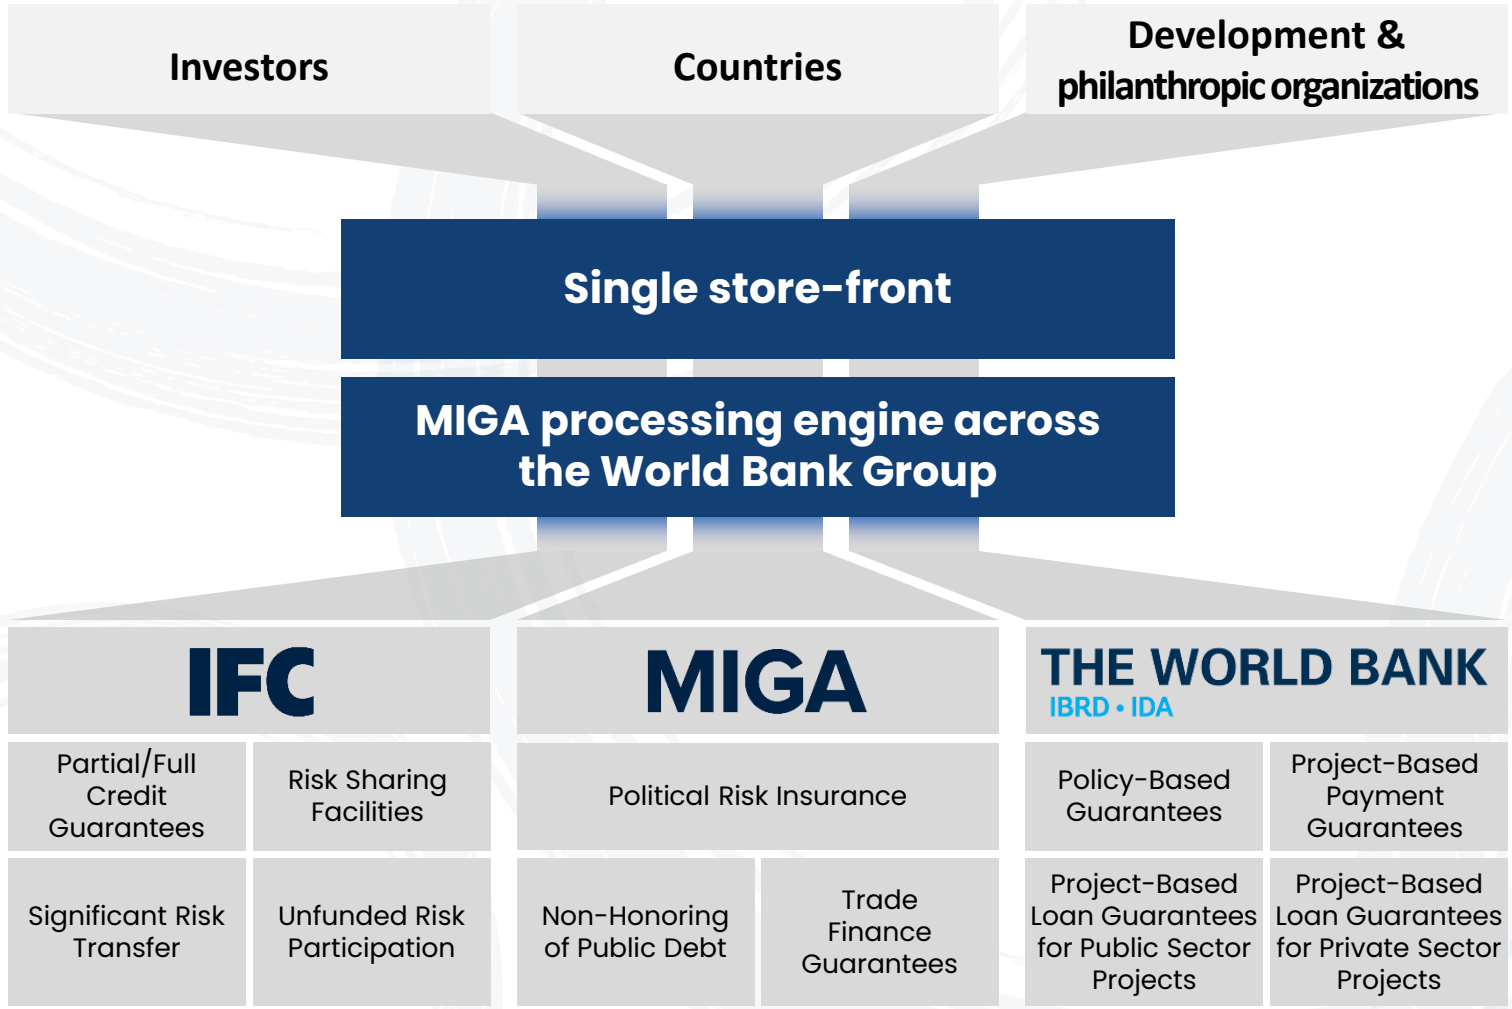 Investors
Countries
Development &
philanthropic organizations
Single store-front
MIGA processing engine across
the World Bank Group
IFC
MIGA
THE WORLD BANK
IBRD • IDA
Partial/Full
Credit
Guarantees
Risk Sharing
Facilities
Political Risk Insurance
Policy-Based
Guarantees
Project-Based
Payment
Guarantees
Significant Risk
Transfer
Unfunded Risk
Participation
Non-Honoring
of Public Debt
Trade
Finance
Guarantees
Project-Based
Loan Guarantees
for Public Sector
Projects
Project-Based
Loan Guarantees
for Private Sector
Projects